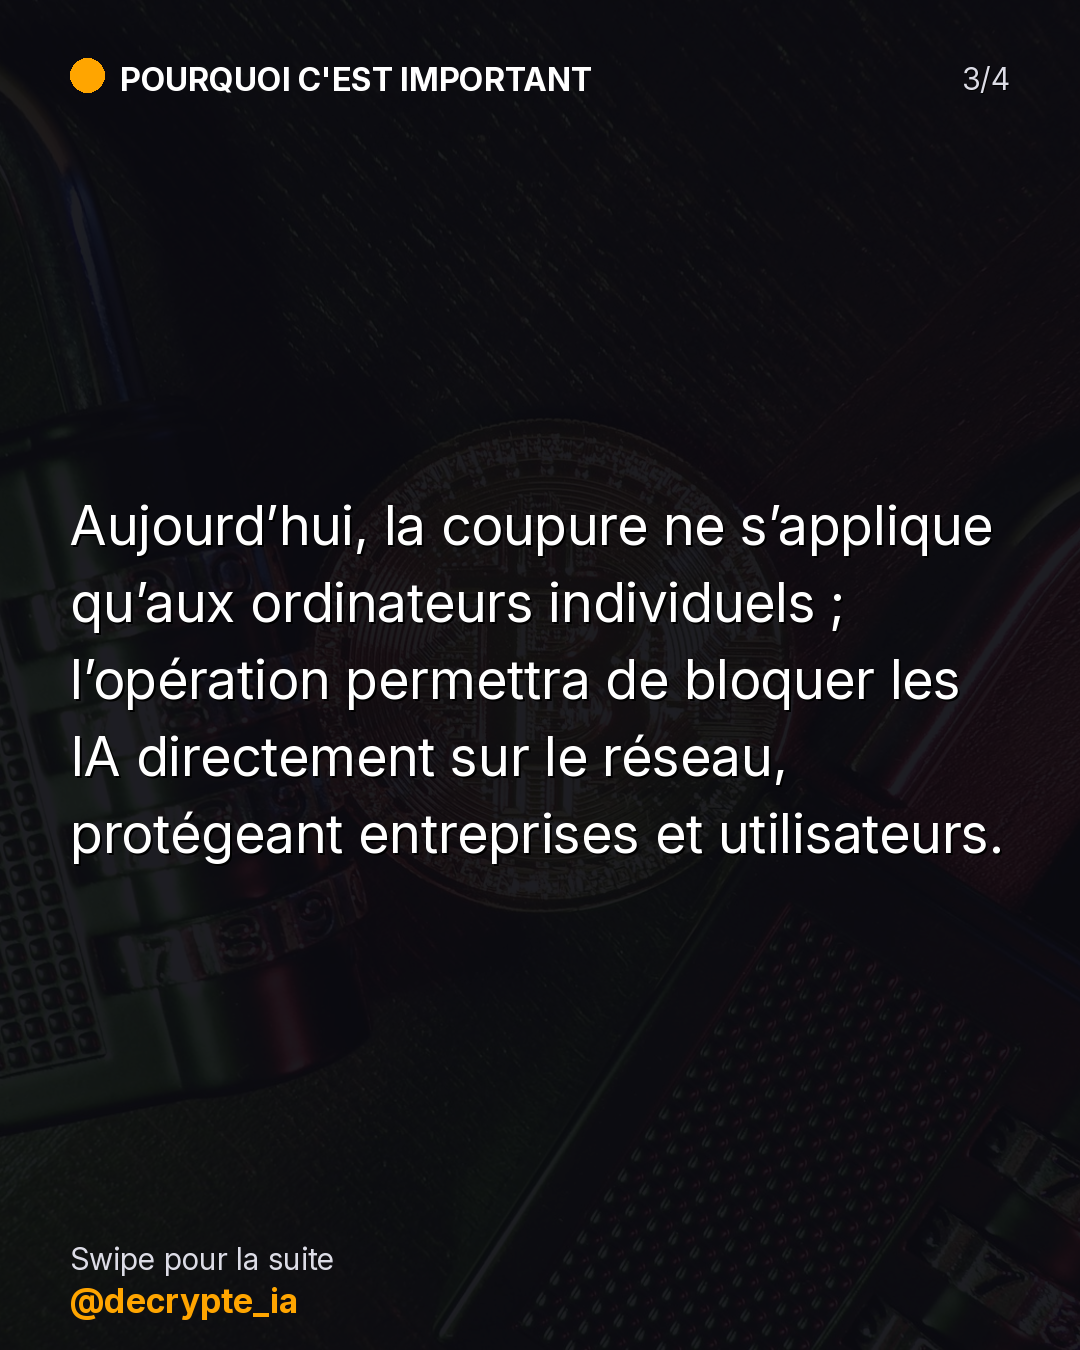 POURQUOI C'EST IMPORTANT
3/4
Aujourd’hui, la coupure ne s’applique
qu’aux ordinateurs individuels ;
l’opération permettra de bloquer les
IA directement sur le réseau,
protégeant entreprises et utilisateurs.
Swipe pour la suite
@decrypte_ia